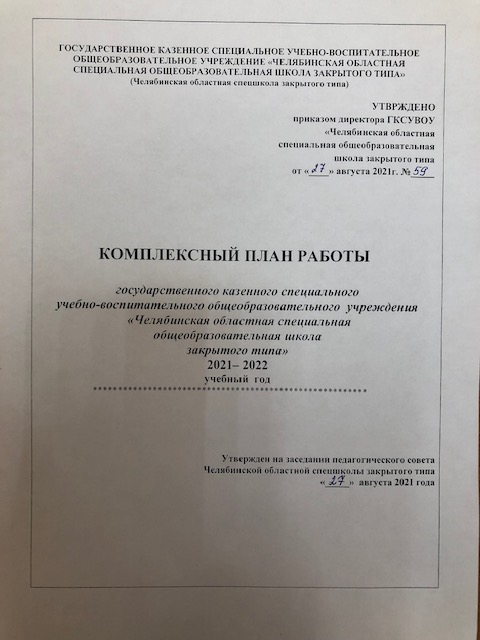 ГОСУДАРСТВЕННОЕ КАЗЕННОЕ СПЕЦИАЛЬНОЕ УЧЕБНО-ВОСПИТАТЕЛЬНОЕ
ОБЩЕОБРАЗОВАТЕЛЬНОЕ УЧРЕЖДЕНИЕ «ЧЕЛЯБИНСКАЯ ОБЛАСТНАЯ
СПЕЦИАЛЬНАЯ ОБЩЕОБРАЗОВАТЕЛЬНАЯ ШКОЛА ЗАКРЫТОГО ТИПА»
(Челябинская областная спецшкола закрытого типа)
УТВРЖДЕНО
приказом директора ГКСУВОУ
«Челябинская областная
специальная общеобразовательная
школа закрытого типа
от «27» августа 2021г. №59
КОМПЛЕКСНЫЙ ПЛАН РАБОТЫ
государственного казенного специального
учебно-воспитательного общеобразовательного учреждения
«Челябинская областная специальная
общеобразовательная школа
закрытого типа»
2021– 2022
учебный год
Утвержден на заседании педагогического совета
Челябинской областной спецшколы закрытого типа
«27» августа 2021 года